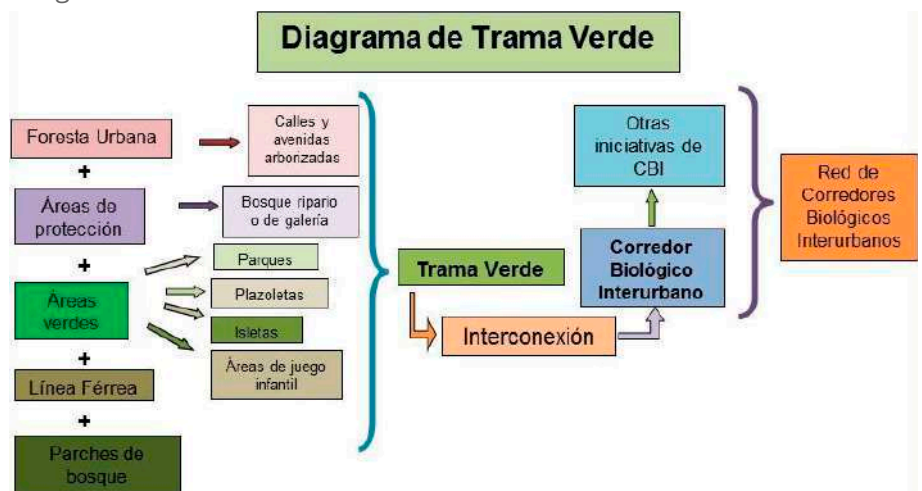 Diagrama de Trama Verde
Foresta Urbana
+
Áreas de
protección
+
Áreas
verdes
+
Línea Férrea
+
Parches de
bosque
Calles y
avenidas
arborizadas
Bosque ripario
o de galería
Parques
Plazoletas
Isletas
Áreas de juego
infantil
Trama Verde
Interconexión
Otras
iniciativas de
CBI
Corredor
Biológico
Interurbano
Red de
Corredores
Biológicos
Interurbanos